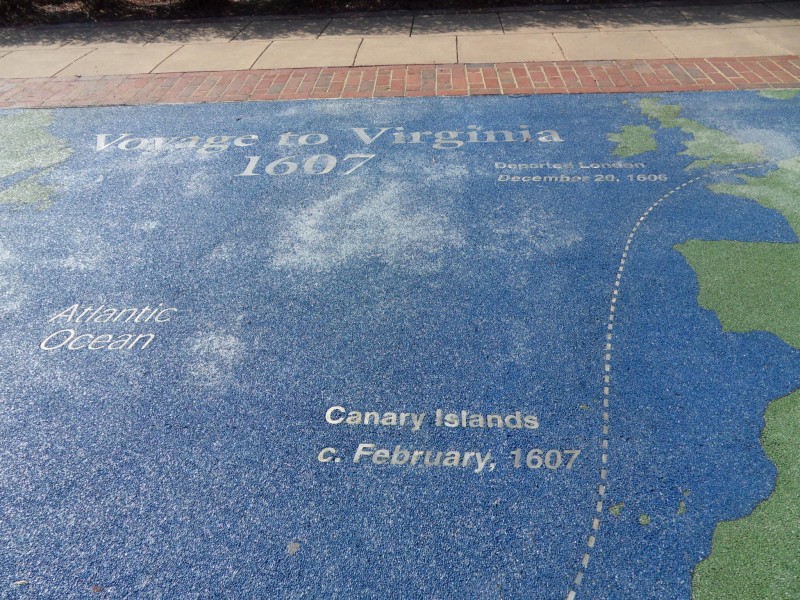 Voyage to Virginia
1607
Departed London
December 20, 1606
Atlantic
Ocean
Canary Islands
c. February, 1607